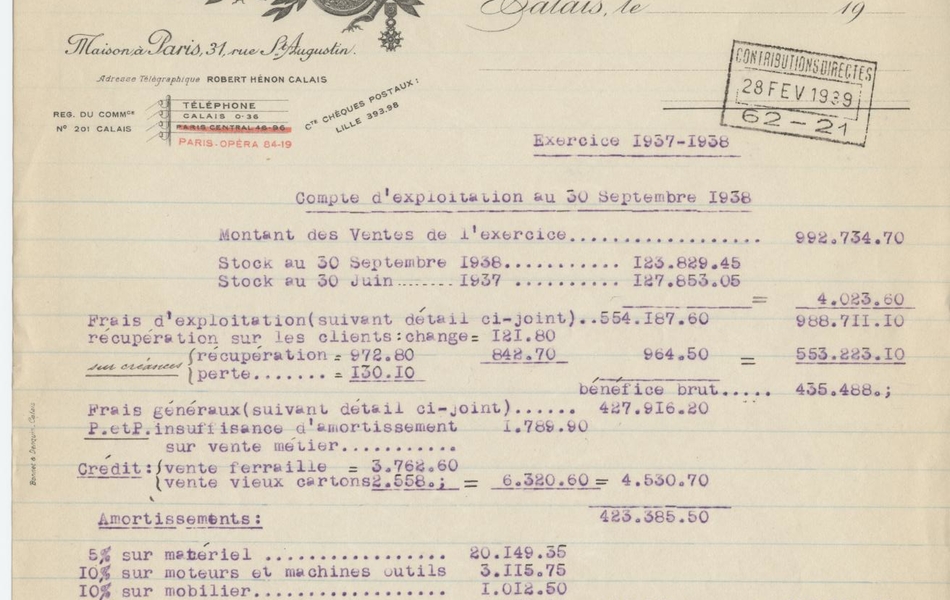 Calais, le 19
Maison à Paris, 31, rue St Augustin.
Adresse Télégraphique ROBERT HÉNON CALAIS
REG. DU COMMCE
N° 201 CALAIS
TÉLÉPHONE
CALAIS 0-36
PARIS CENTRAL 46-96
PARIS-OPÉRA 84-19
CTE CHÈQUES POSTAUX:
LILLE 393.98
CONTRIBUTIONS DIRECTES
28 FEV 1939
62-21
Exercice 1937-1938
Compte d'exploitation au 30 Septembre 1938
Montant des Ventes de l'exercice.................. 992.734.70
Stock au 30 Septembre 1938........... 123.829.45
Stock au 30 Juin ....... 1937 .......... 127.853.05
= 4.023.60
Frais d'exploitation(suivant détail ci-joint)..554.187.60 988.711.10
récupération sur les clients:change= 121.80
sur créances {récupération = 972.80 842.70 964.50 = 553.223.10
{perte....... = 130.10
bénéfice brut..... 435.488.;
Frais généraux(suivant détail ci-joint)...... 427.916.20
P.etP.insuffisance d'amortissement 1.789.90
sur vente métier...........
Crédit:{vente ferraille = 3.762.60
{vente vieux cartons2.558.; = 6.320.60 = 4.530.70
423.385.50
Amortissements:
5% sur matériel ................. 20.149.35
10% sur moteurs et machines outils 3.115.75
10% sur mobilier.................. 1.012.50